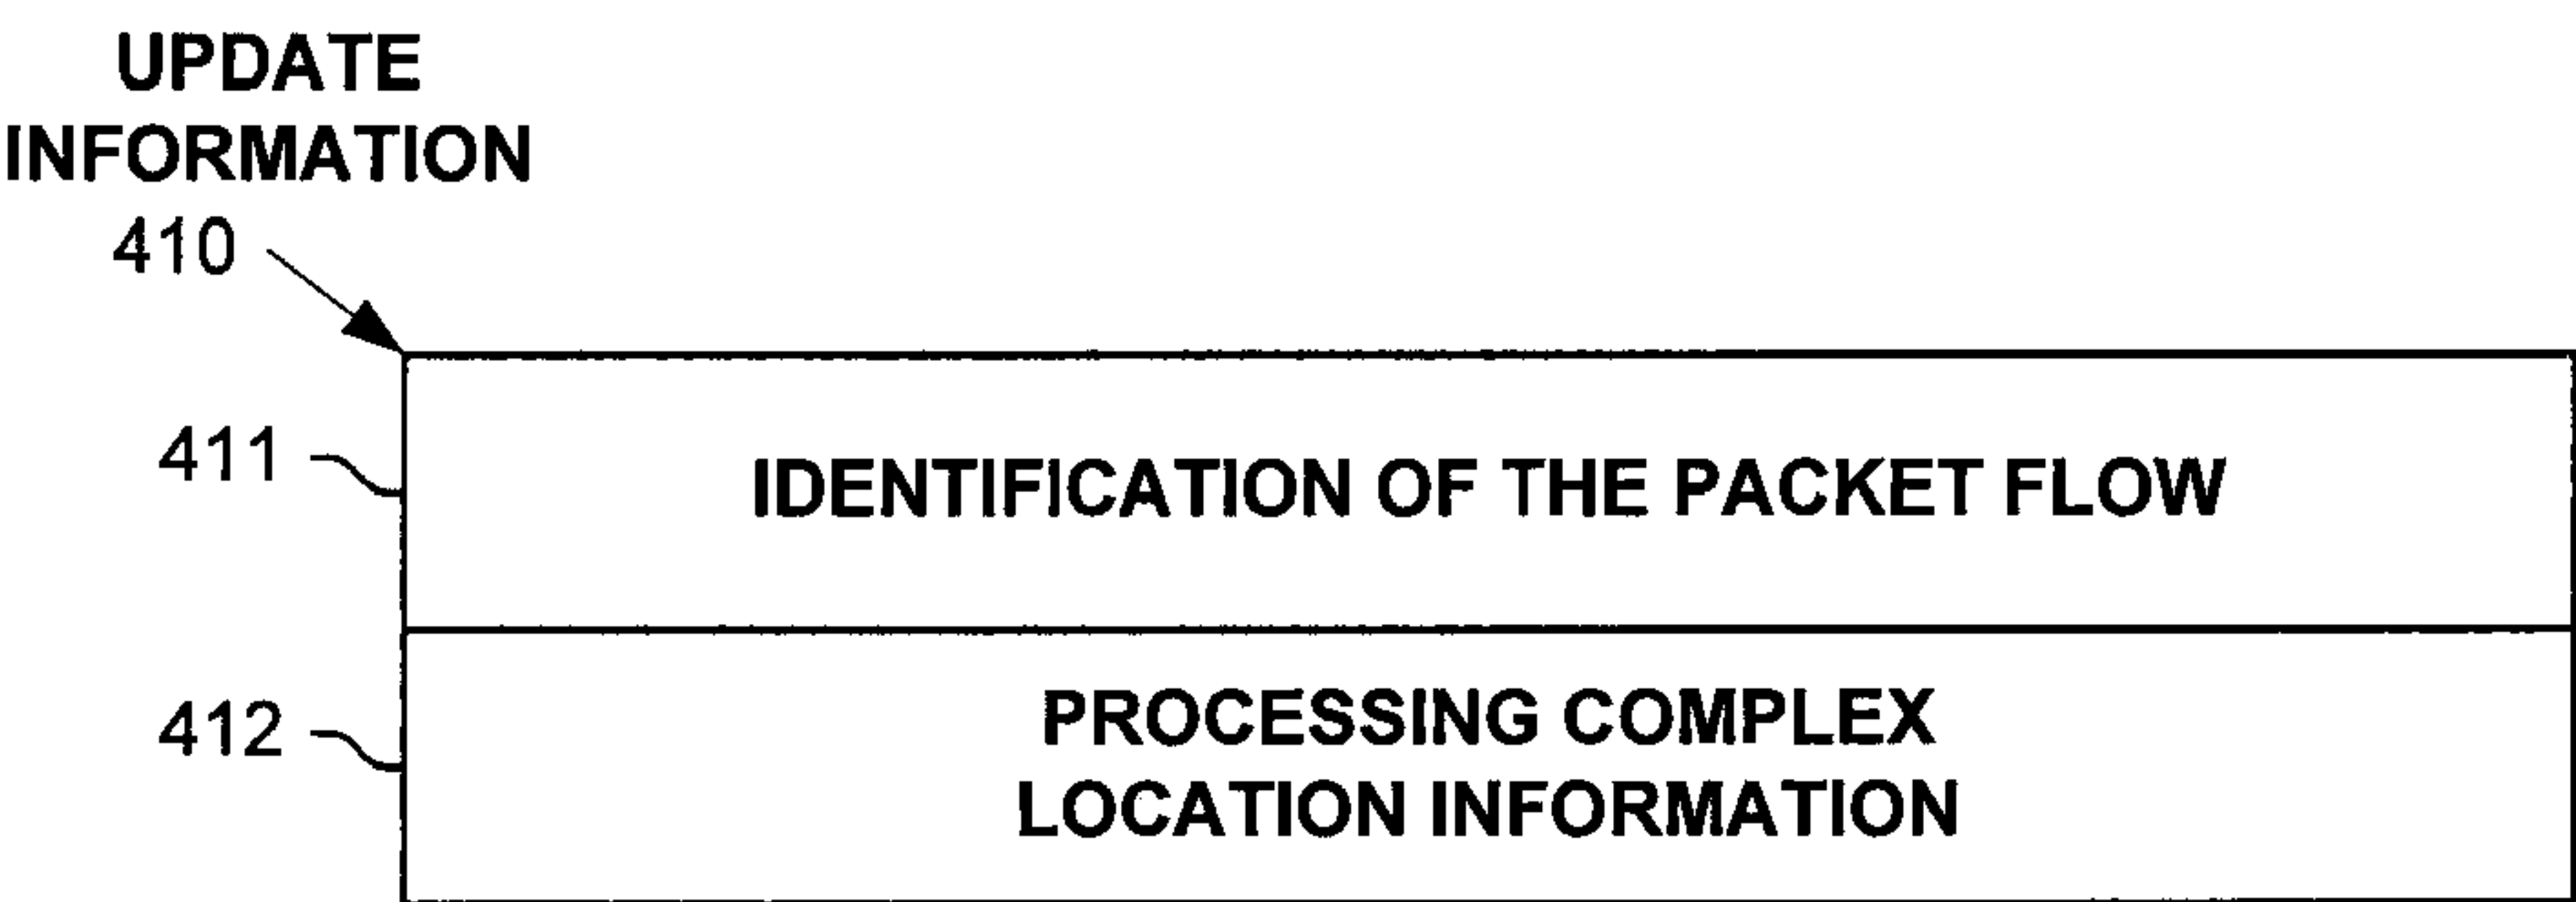 UPDATE
INFORMATION
410
411
IDENTIFICATION OF THE PACKET FLOW
412
PROCESSING COMPLEX
LOCATION INFORMATION